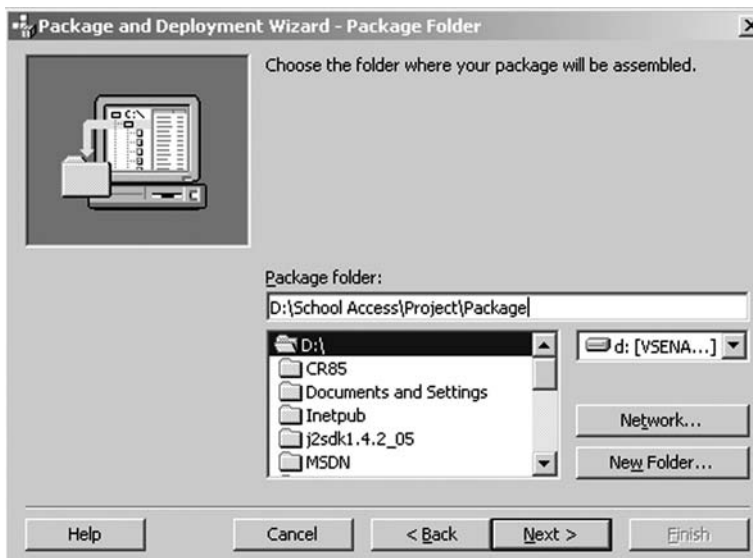 Package and Deployment Wizard - Package Folder
Choose the folder where your package will be assembled.
C:\
Package folder:
D:\School Access\Project\Package
D:\
CR85
Documents and Settings
Inetpub
j2sdk1.4.2_05
MSDN
d: [VSENA...]
Network...
New Folder...
Help
Cancel
< Back
Next >
Finish